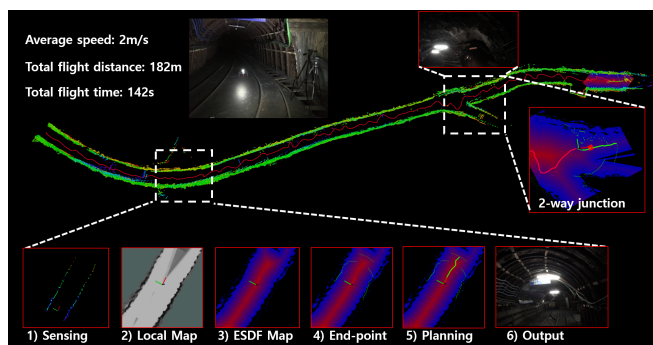 Average speed: 2m/s
Total flight distance: 182m
Total flight time: 142s
2-way junction
1) Sensing
2) Local Map
3) ESDF Map
4) End-point
5) Planning
6) Output